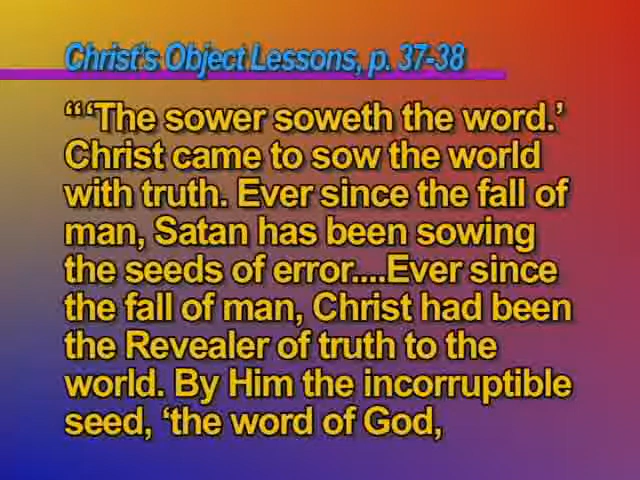 Christ's Object Lessons, p. 37-38
“‘The sower soweth the word.’
Christ came to sow the world
with truth. Ever since the fall of
man, Satan has been sowing
the seeds of error....Ever since
the fall of man, Christ had been
the Revealer of truth to the
world. By Him the incorruptible
seed, ‘the word of God,